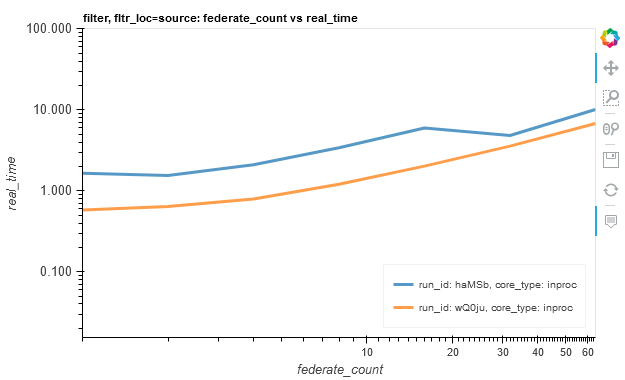 filter, fltr_loc=source: federate_count vs real_time
100.000
10.000
1.000
0.100
real_time
run_id: haMSb, core_type: inproc
run_id: wQ0ju, core_type: inproc
10 20 30 40 50 60
federate_count